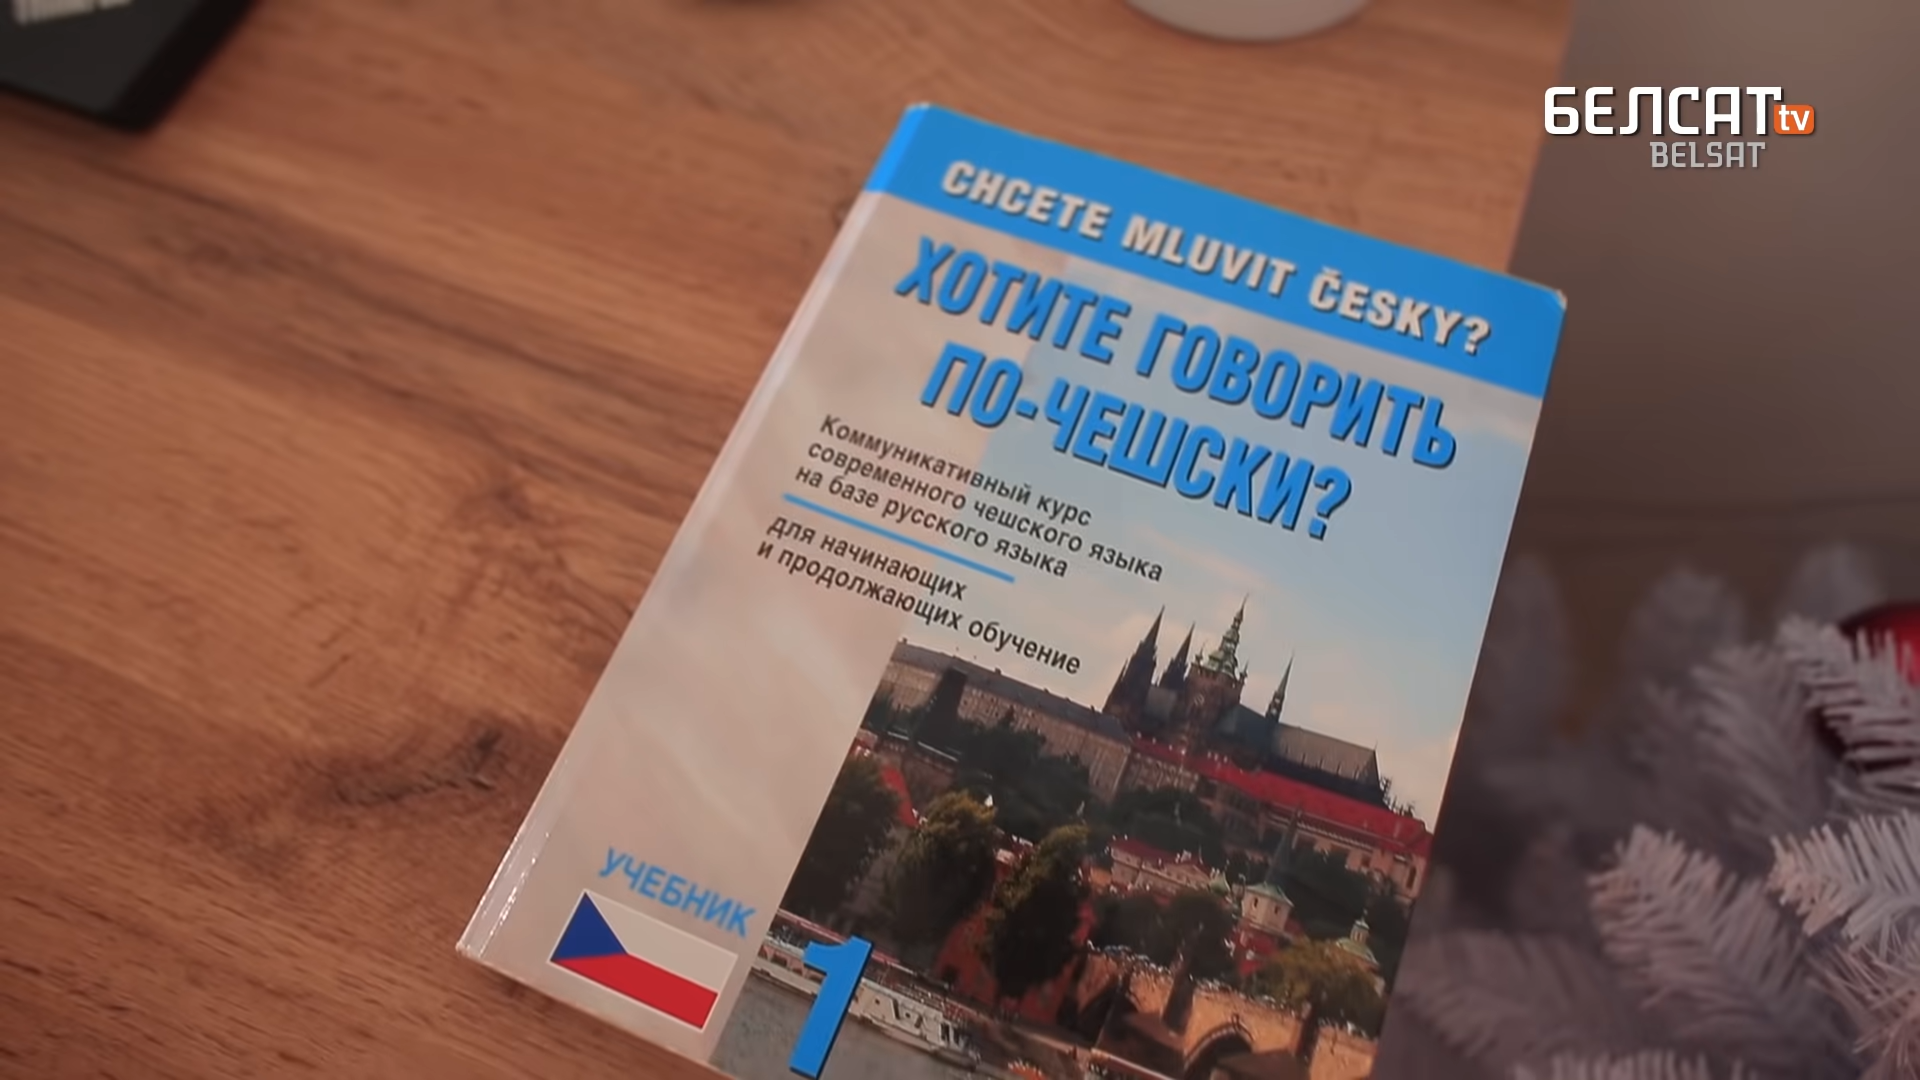 БЕЛСАТ tv
BELSAT
CHCETE MLUVIT ČESKY?
ХОТИТЕ ГОВОРИТЬ
ПО-ЧЕШСКИ?
Коммуникативный курс
современного чешского языка
на базе русского языка
для начинающих
и продолжающих обучение
УЧЕБНИК
1